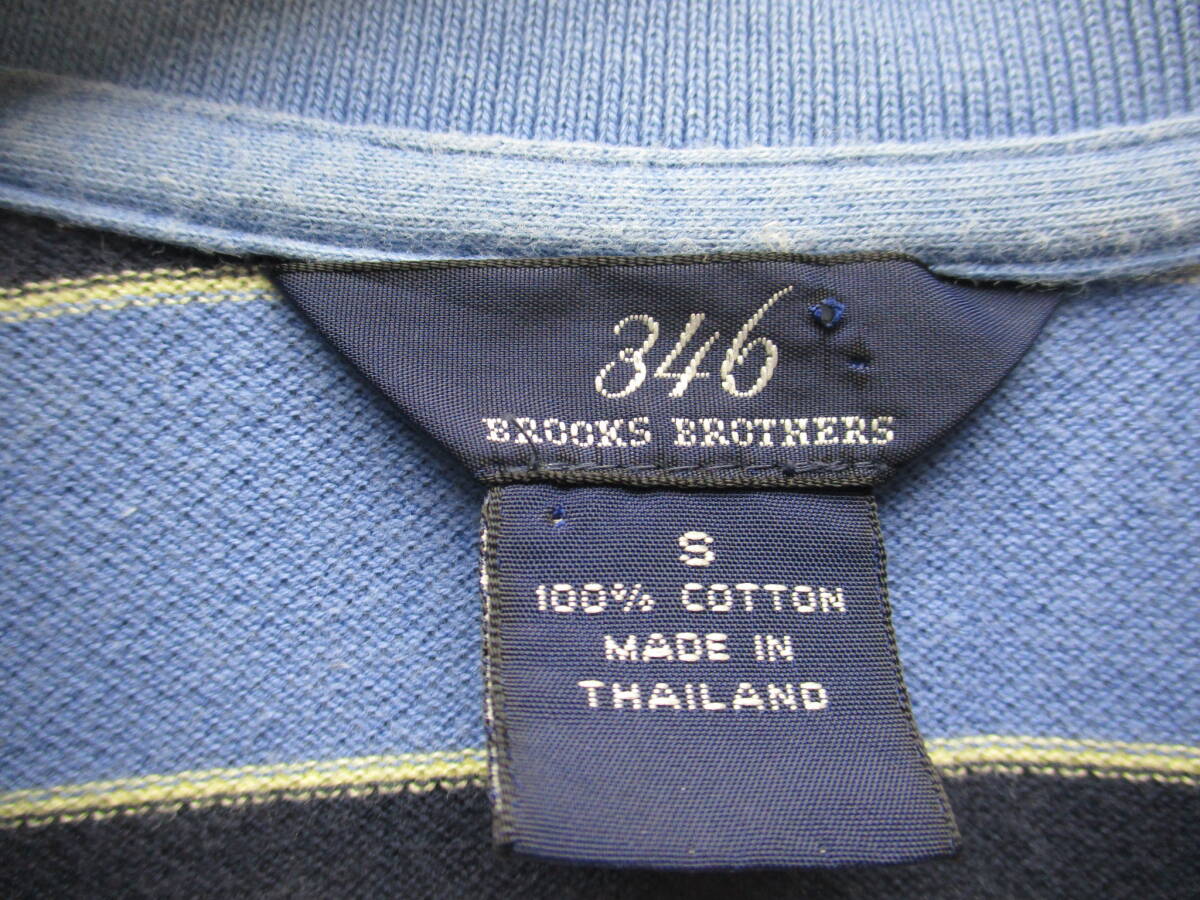 346
BROOKS BROTHERS
S
100% COTTON
MADE IN
THAILAND